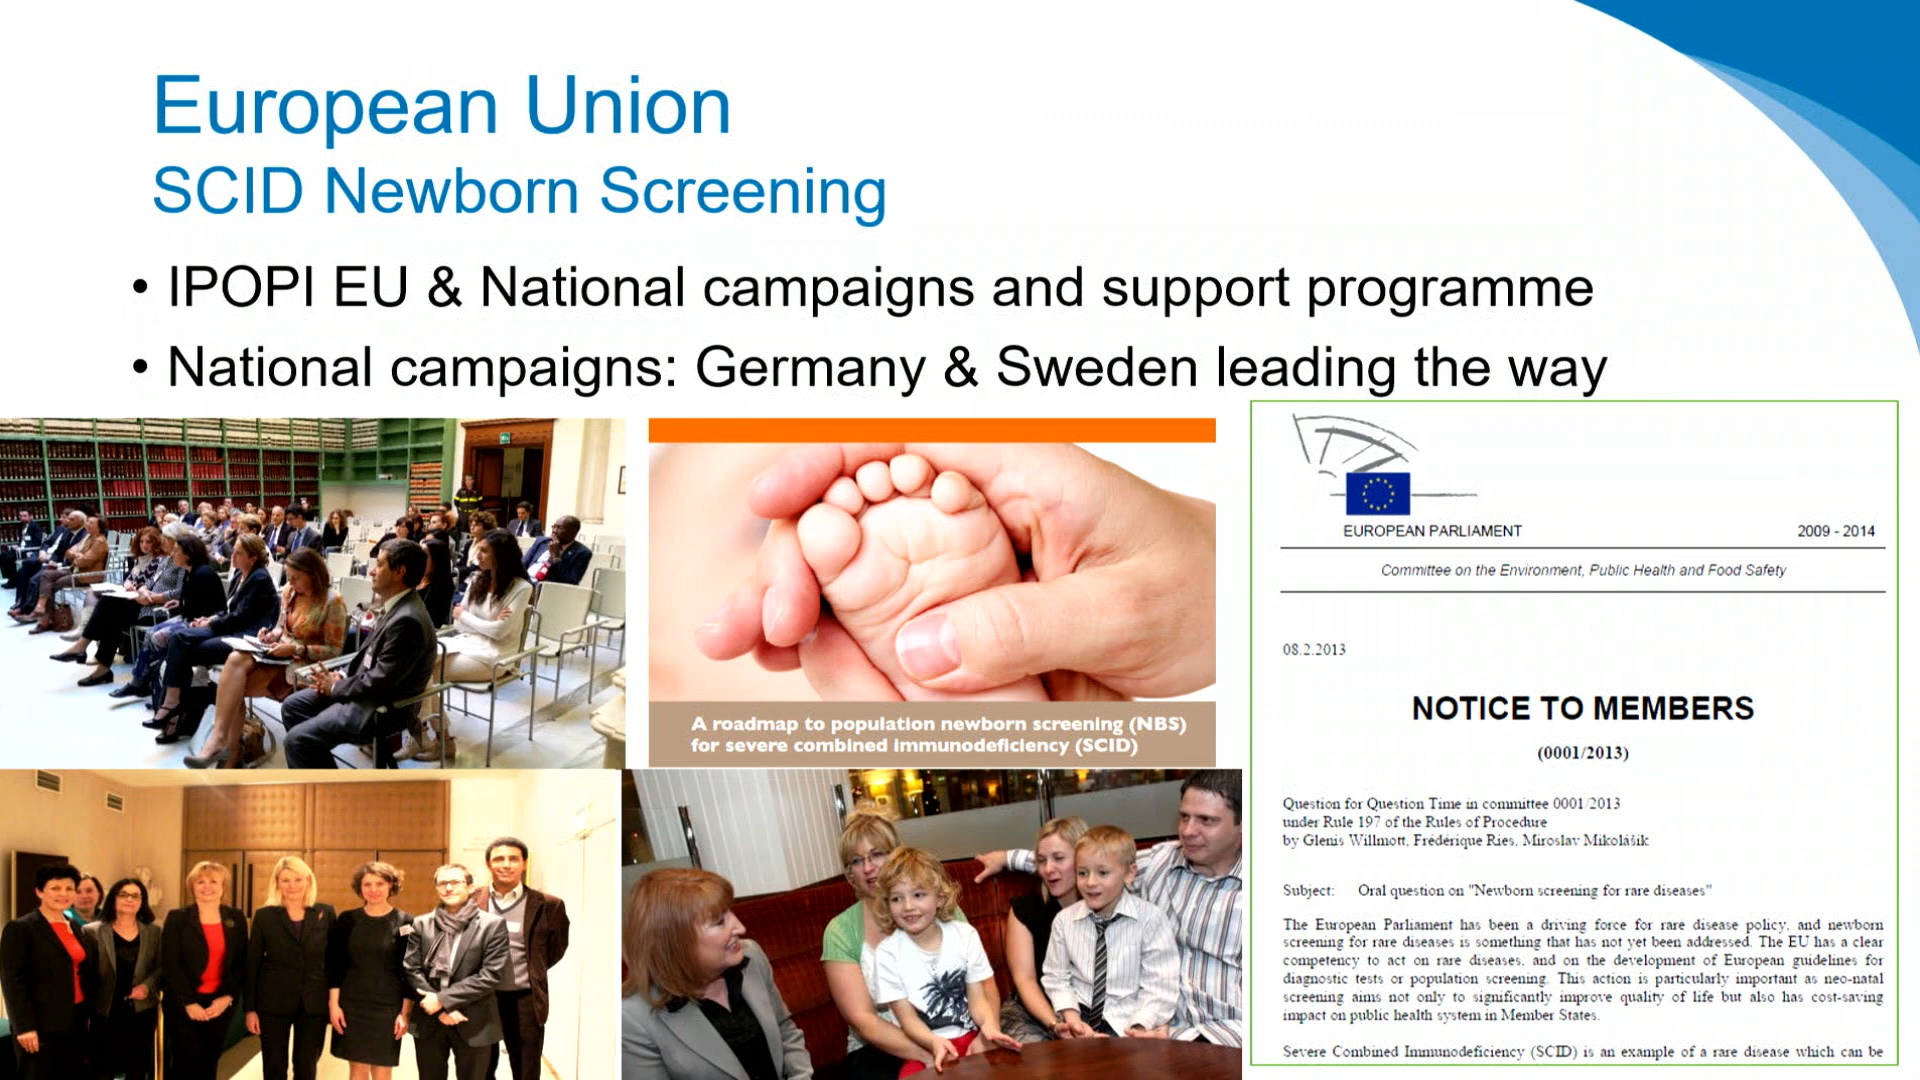 European Union
SCID Newborn Screening
• IPOPI EU & National campaigns and support programme
• National campaigns: Germany & Sweden leading the way
A roadmap to population newborn screening (NBS)
for severe combined immunodeficiency (SCID)
EUROPEAN PARLIAMENT 2009 - 2014
Committee on the Environment, Public Health and Food Safety
08.2.2013
NOTICE TO MEMBERS
(0001/2013)
Question for Question Time in committee 0001/2013
under Rule 197 of the Rules of Procedure
by Glenis Willmott, Frédérique Ries, Miroslav Mikolášik
Subject: Oral question on "Newborn screening for rare diseases"
The European Parliament has been a driving force for rare disease policy, and newborn
screening for rare diseases is something that has not yet been addressed. The EU has a clear
competency to act on rare diseases, and on the development of European guidelines for
diagnostic tests or population screening. This action is particularly important as neo-natal
screening aims not only to significantly improve quality of life but also has cost-saving
impact on public health system in Member States.
Severe Combined Immunodeficiency (SCID) is an example of a rare disease which can be